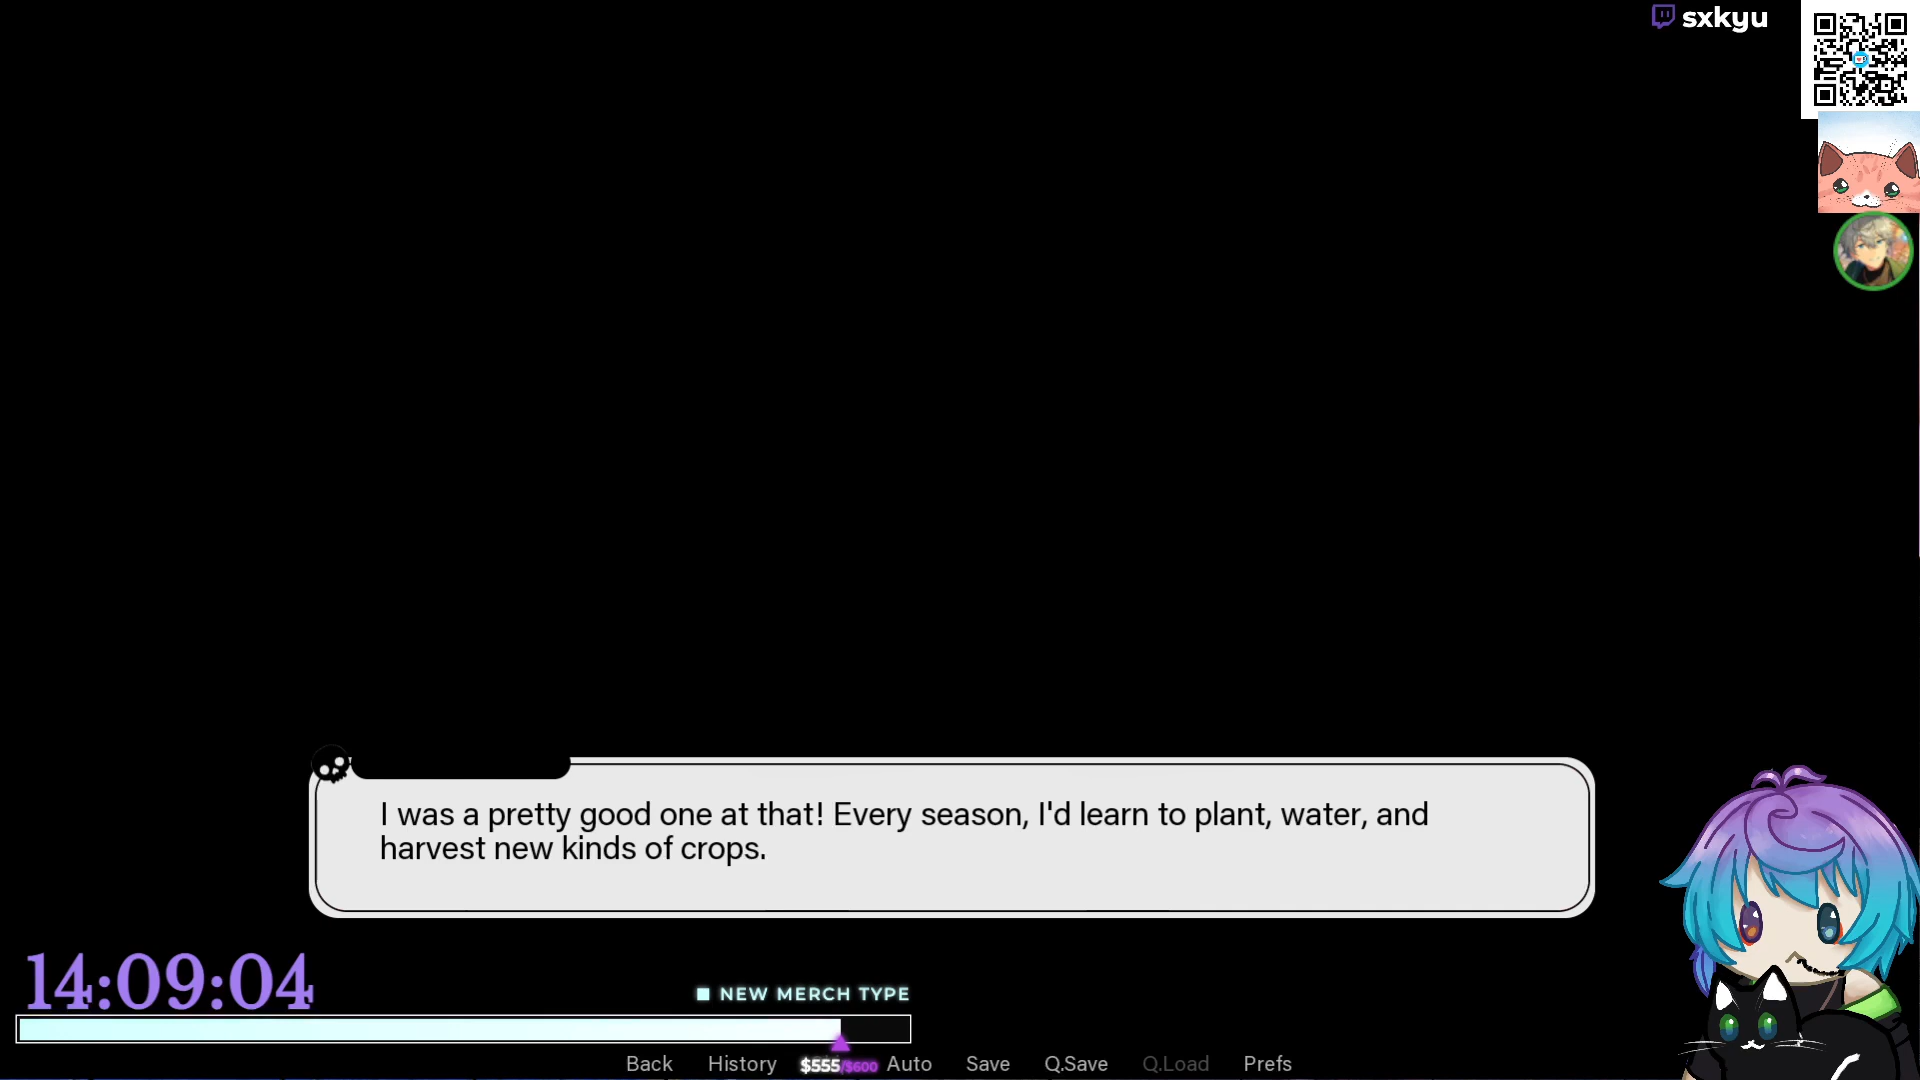 sxkyu
I was a pretty good one at that! Every season, I'd learn to plant, water, and
harvest new kinds of crops.
14:09:04
NEW MERCH TYPE
Back History $555/$600 Auto Save Q.Save Q.Load Prefs